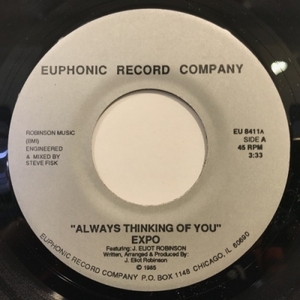 EUPHONIC RECORD COMPANY
ROBINSON MUSIC
(BMI)
ENGINEERED
& MIXED BY
STEVE FISK
EU 8411A
SIDE A
45 RPM
3:33
"ALWAYS THINKING OF YOU"
EXPO
Featuring: J. ELIOT ROBINSON
Written, Arranged & Produced By:
J. Eliot Robinson
© 1985
EUPHONIC RECORD COMPANY P.O. BOX 1148 CHICAGO, IL 60690